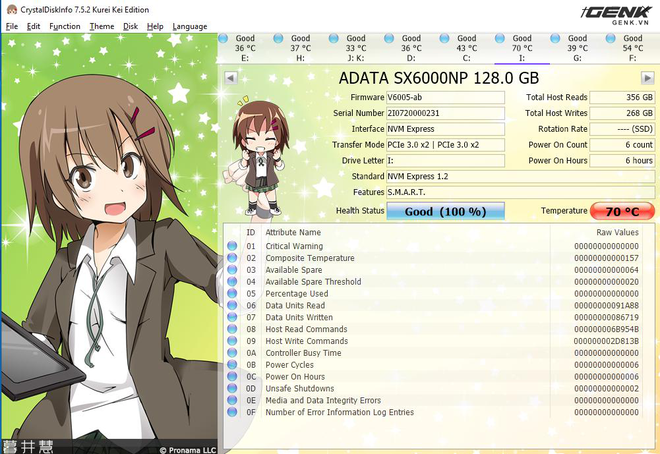 CrystalDiskInfo 7.5.2 Kurei Kei Edition
GENK
GENK.VN
File Edit Function Theme Disk Help Language
Good Good Good Good Good Good Good Good
36 °C 37 °C 33 °C 36 °C 43 °C 70 °C 39 °C 54 °C
E: H: J: K: D: C: I: G: F:
ADATA SX6000NP 128.0 GB
Firmware V6005-ab Total Host Reads 356 GB
Serial Number 2I0720000231 Total Host Writes 268 GB
Interface NVM Express Rotation Rate ---- (SSD)
Transfer Mode PCIe 3.0 x2 | PCIe 3.0 x2 Power On Count 6 count
Drive Letter I: Power On Hours 6 hours
Standard NVM Express 1.2
Features S.M.A.R.T.
Health Status Good (100 %) Temperature 70 °C
ID Attribute Name Raw Values
01 Critical Warning 00000000000000
02 Composite Temperature 00000000000157
03 Available Spare 00000000000064
04 Available Spare Threshold 00000000000020
05 Percentage Used 00000000000000
06 Data Units Read 00000000091A88
07 Data Units Written 00000000086719
08 Host Read Commands 000000006B954B
09 Host Write Commands 000000002D813B
0A Controller Busy Time 00000000000000
0B Power Cycles 00000000000006
0C Power On Hours 00000000000006
0D Unsafe Shutdowns 00000000000002
0E Media and Data Integrity Errors 00000000000000
0F Number of Error Information Log Entries 00000000000000
暮井慧
© Pronama LLC